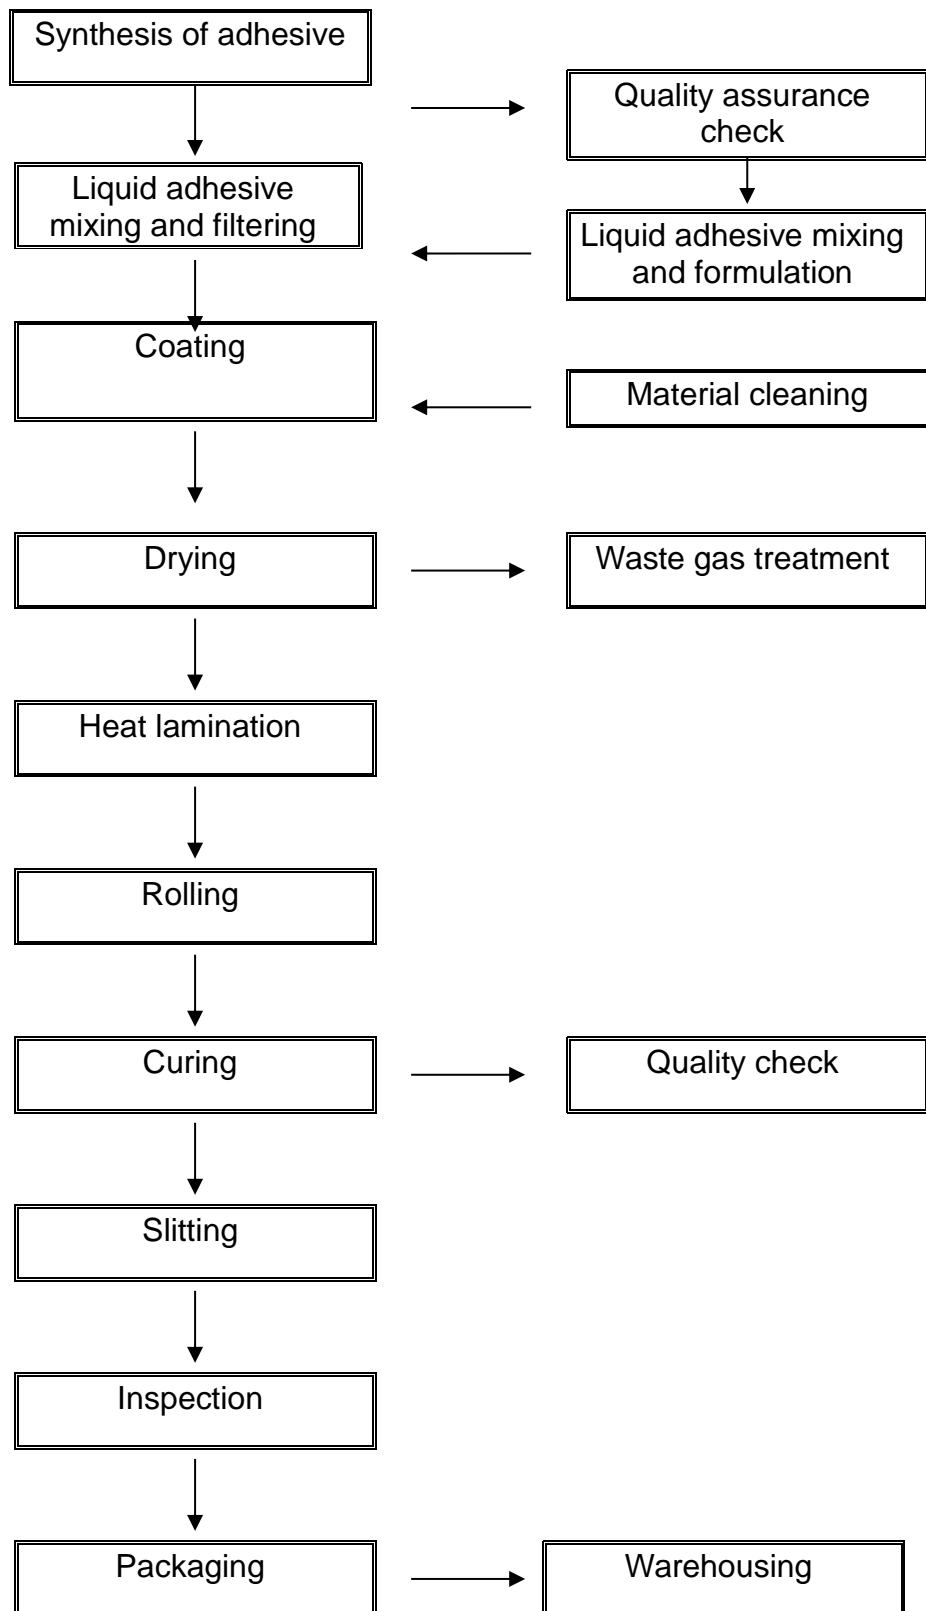 Synthesis of adhesive
Quality assurance
check
Liquid adhesive
mixing and filtering
Liquid adhesive mixing
and formulation
Coating
Material cleaning
Drying
Waste gas treatment
Heat lamination
Rolling
Curing
Quality check
Slitting
Inspection
Packaging
Warehousing